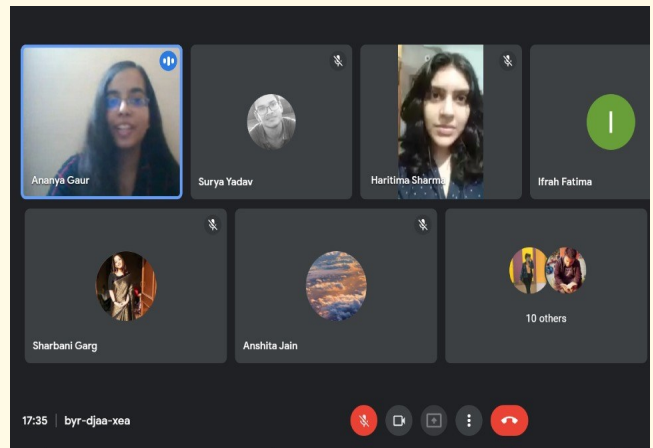 Ananya Gaur
Surya Yadav
Haritima Sharma
I
Ifrah Fatima
Sharbani Garg
Anshita Jain
10 others
17:35 | byr-djaa-xea